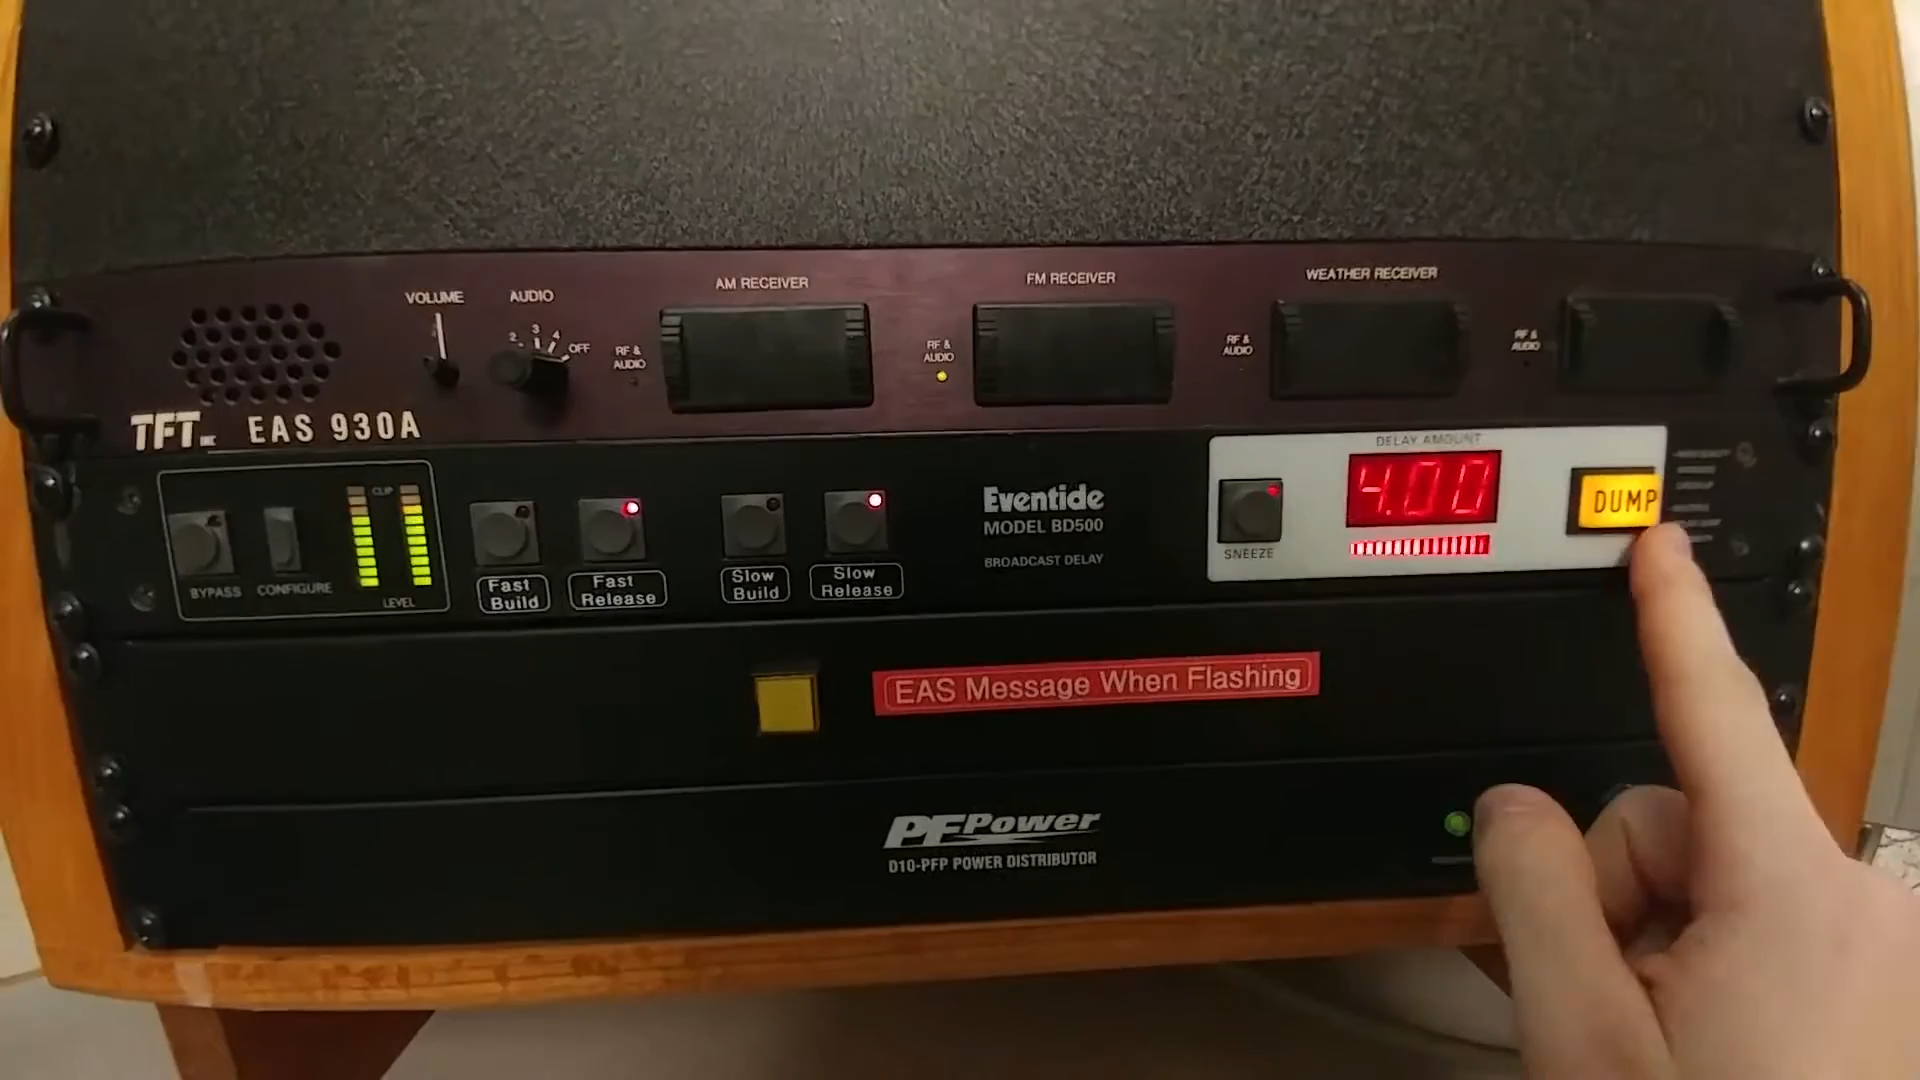 VOLUME
AUDIO
2
3
4
OFF
RF &
AUDIO
AM RECEIVER
RF &
AUDIO
FM RECEIVER
RF &
AUDIO
WEATHER RECEIVER
RF &
AUDIO
TFT INC EAS 930A
BYPASS
CONFIGURE
CLIP
LEVEL
Fast
Build
Fast
Release
Slow
Build
Slow
Release
Eventide
MODEL BD500
BROADCAST DELAY
SNEEZE
DELAY AMOUNT
4.00
DUMP
EAS Message When Flashing
PFPower
D10-PFP POWER DISTRIBUTOR